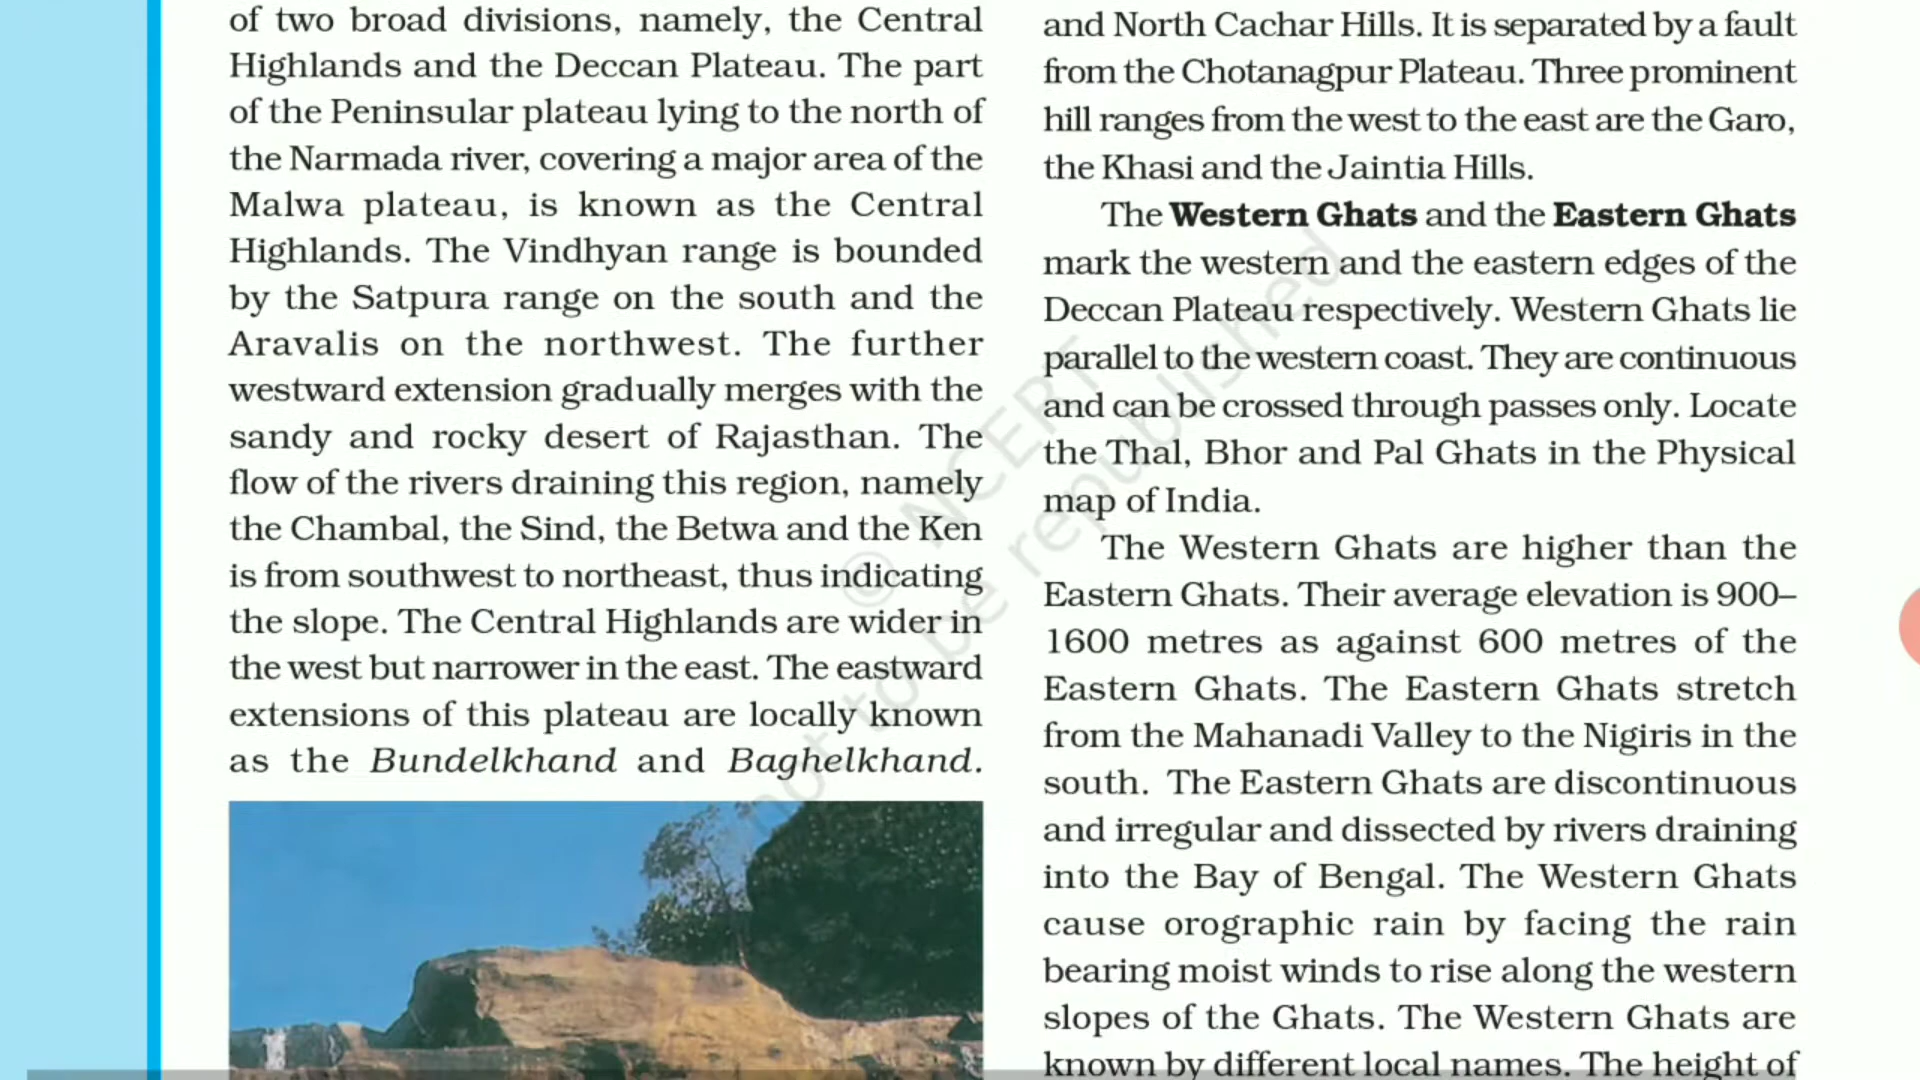 of two broad divisions, namely, the Central
Highlands and the Deccan Plateau. The part
of the Peninsular plateau lying to the north of
the Narmada river, covering a major area of the
Malwa plateau, is known as the Central
Highlands. The Vindhyan range is bounded
by the Satpura range on the south and the
Aravalis on the northwest. The further
westward extension gradually merges with the
sandy and rocky desert of Rajasthan. The
flow of the rivers draining this region, namely
the Chambal, the Sind, the Betwa and the Ken
is from southwest to northeast, thus indicating
the slope. The Central Highlands are wider in
the west but narrower in the east. The eastward
extensions of this plateau are locally known
as the Bundelkhand and Baghelkhand.
and North Cachar Hills. It is separated by a fault
from the Chotanagpur Plateau. Three prominent
hill ranges from the west to the east are the Garo,
the Khasi and the Jaintia Hills.
The Western Ghats and the Eastern Ghats
mark the western and the eastern edges of the
Deccan Plateau respectively. Western Ghats lie
parallel to the western coast. They are continuous
and can be crossed through passes only. Locate
the Thal, Bhor and Pal Ghats in the Physical
map of India.
The Western Ghats are higher than the
Eastern Ghats. Their average elevation is 900–
1600 metres as against 600 metres of the
Eastern Ghats. The Eastern Ghats stretch
from the Mahanadi Valley to the Nigiris in the
south. The Eastern Ghats are discontinuous
and irregular and dissected by rivers draining
into the Bay of Bengal. The Western Ghats
cause orographic rain by facing the rain
bearing moist winds to rise along the western
slopes of the Ghats. The Western Ghats are
known by different local names. The height of
© NCERT
not to be republished